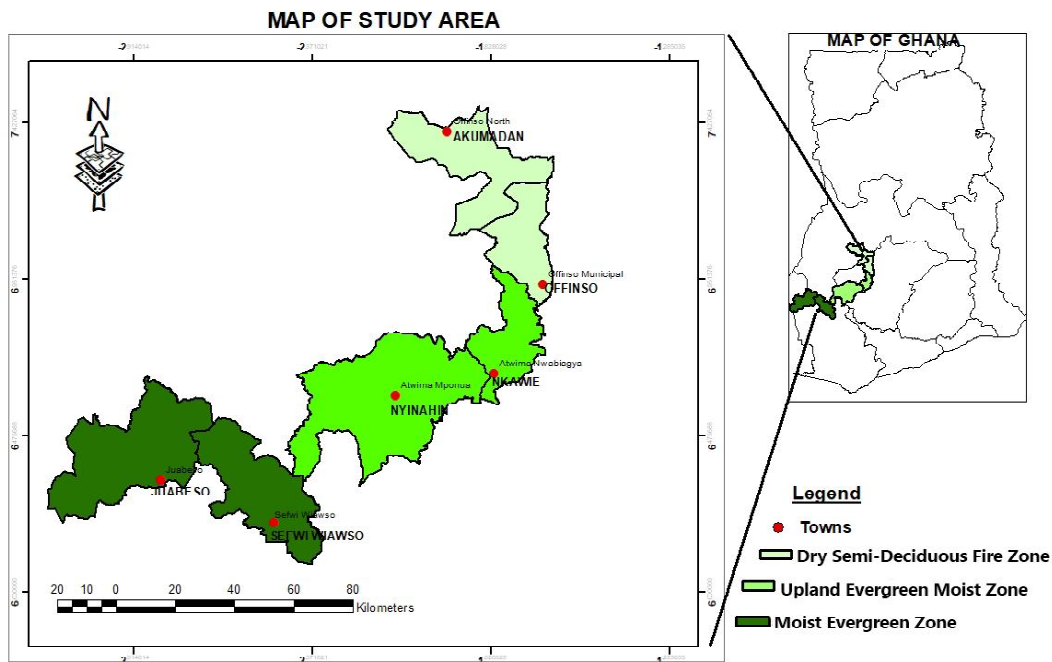 MAP OF STUDY AREA
MAP OF GHANA
N
Offinso North
AKUMADAN
Offinso Municipal
OFFINSO
Atwima Nwabiagya
NKAWIE
Atwima Mponua
NYINAHIN
Juabeso
JUABESO
Sefwi Wiawso
SEFWI WIAWSO
20 10 0 20 40 60 80
Kilometers
Legend
Towns
Dry Semi-Deciduous Fire Zone
Upland Evergreen Moist Zone
Moist Evergreen Zone